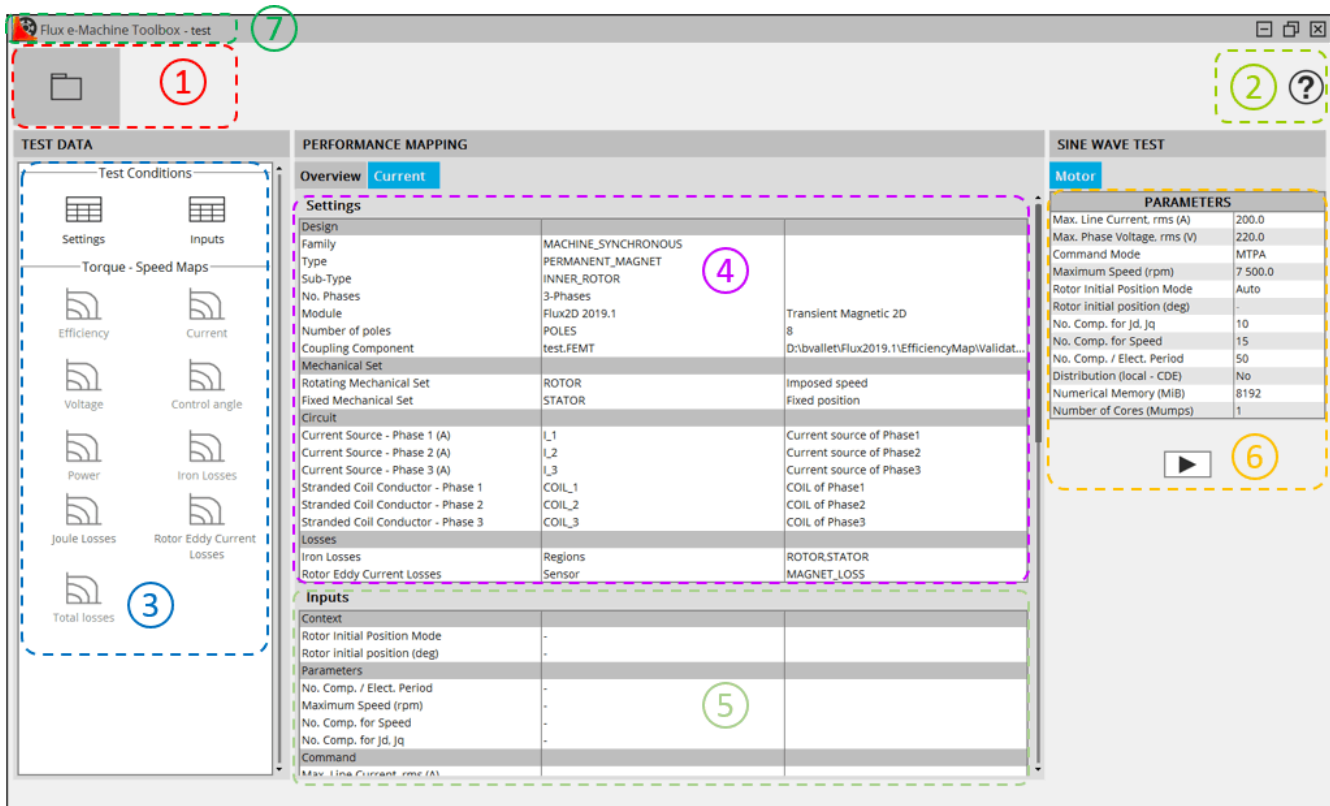 Flux e-Machine Toolbox - test
7
1
2
?
TEST DATA
Test Conditions
Settings Inputs
Torque - Speed Maps
Efficiency Current
Voltage Control angle
Power Iron Losses
Joule Losses Rotor Eddy Current
Losses
Total losses
3
PERFORMANCE MAPPING
Overview Current
Settings
Design
Family MACHINE_SYNCHRONOUS
Type PERMANENT_MAGNET
Sub-Type INNER_ROTOR
No. Phases 3-Phases
Module Flux2D 2019.1 Transient Magnetic 2D
Number of poles POLES 8
Coupling Component test.FEMT D:\bvallet\Flux2019.1\EfficiencyMap\Validat...
Mechanical Set
Rotating Mechanical Set ROTOR Imposed speed
Fixed Mechanical Set STATOR Fixed position
Circuit
Current Source - Phase 1 (A) I_1 Current source of Phase1
Current Source - Phase 2 (A) I_2 Current source of Phase2
Current Source - Phase 3 (A) I_3 Current source of Phase3
Stranded Coil Conductor - Phase 1 COIL_1 COIL of Phase1
Stranded Coil Conductor - Phase 2 COIL_2 COIL of Phase2
Stranded Coil Conductor - Phase 3 COIL_3 COIL of Phase3
Losses
Iron Losses Regions ROTOR,STATOR
Rotor Eddy Current Losses Sensor MAGNET_LOSS
4
Inputs
Context
Rotor Initial Position Mode -
Rotor initial position (deg) -
Parameters
No. Comp. / Elect. Period -
Maximum Speed (rpm) -
No. Comp. for Speed -
No. Comp. for Jd, Jq -
Command
Max. Line Current, rms (A)
5
SINE WAVE TEST
Motor
PARAMETERS
Max. Line Current, rms (A) 200.0
Max. Phase Voltage, rms (V) 220.0
Command Mode MTPA
Maximum Speed (rpm) 7 500.0
Rotor Initial Position Mode Auto
Rotor initial position (deg) -
No. Comp. for Jd, Jq 10
No. Comp. for Speed 15
No. Comp. / Elect. Period 50
Distribution (local - CDE) No
Numerical Memory (MiB) 8192
Number of Cores (Mumps) 1
6